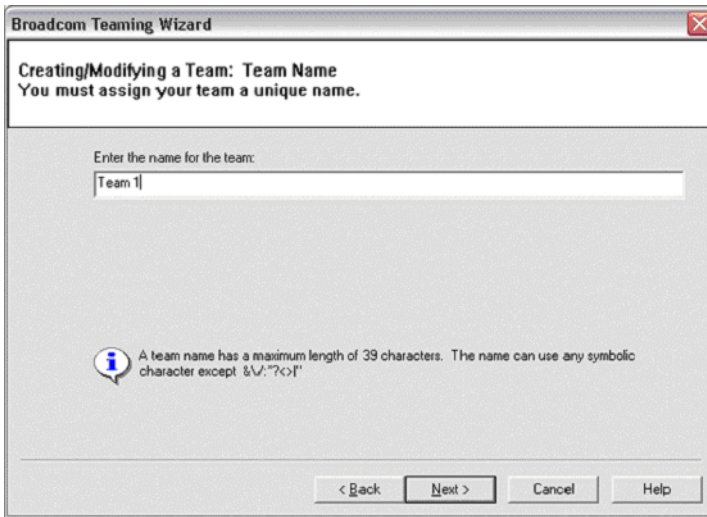 Broadcom Teaming Wizard
Creating/Modifying a Team: Team Name
You must assign your team a unique name.
Enter the name for the team:
Team 1
A team name has a maximum length of 39 characters. The name can use any symbolic
character except &\/:"?<>|"
< Back
Next >
Cancel
Help